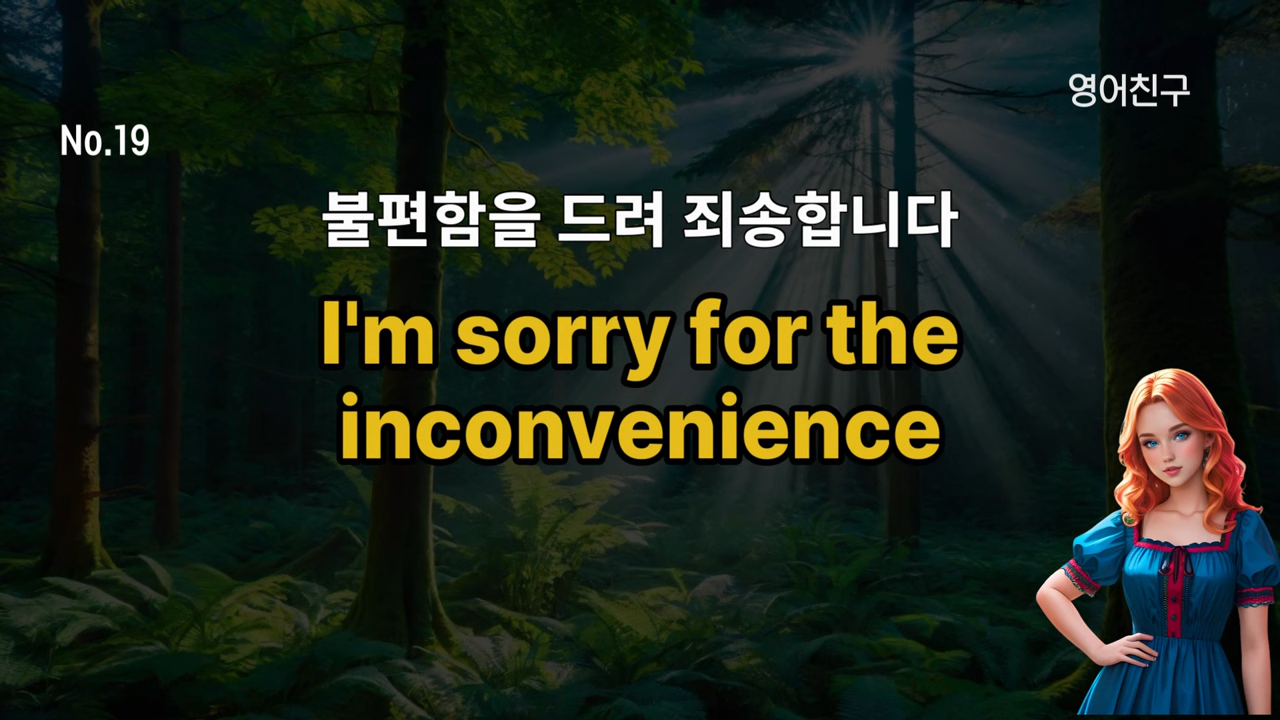 영어친구
No.19
불편함을 드려 죄송합니다
I'm sorry for the
inconvenience